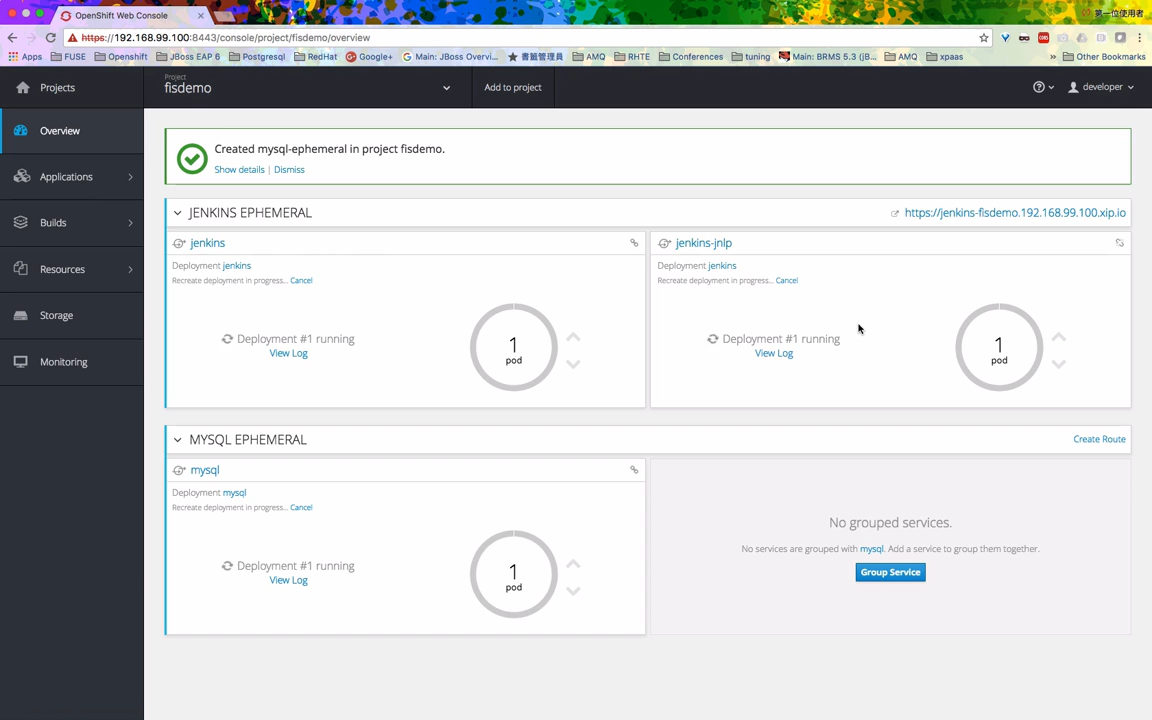 OpenShift Web Console
第一位使用者
https://192.168.99.100:8443/console/project/fisdemo/overview
Apps FUSE Openshift JBoss EAP 6 Postgresql RedHat Google+ Main: JBoss Overvi... 書籤管理員 AMQ RHTE Conferences tuning Main: BRMS 5.3 (jB... AMQ xpaas » Other Bookmarks
Projects
Project
fisdemo
Add to project
developer
Overview
Applications
Builds
Resources
Storage
Monitoring
Created mysql-ephemeral in project fisdemo.
Show details | Dismiss
JENKINS EPHEMERAL
https://jenkins-fisdemo.192.168.99.100.xip.io
jenkins
Deployment jenkins
Recreate deployment in progress... Cancel
Deployment #1 running
View Log
1
pod
jenkins-jnlp
Deployment jenkins
Recreate deployment in progress... Cancel
Deployment #1 running
View Log
1
pod
MYSQL EPHEMERAL
Create Route
mysql
Deployment mysql
Recreate deployment in progress... Cancel
Deployment #1 running
View Log
1
pod
No grouped services.
No services are grouped with mysql. Add a service to group them together.
Group Service